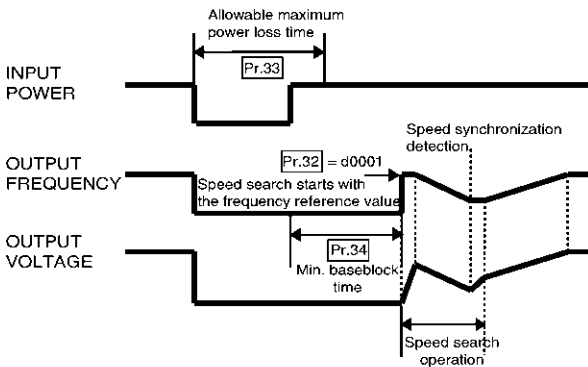 Allowable maximum
power loss time
Pr.33
INPUT
POWER
Speed synchronization
detection
OUTPUT
FREQUENCY
Pr.32 = d0001
Speed search starts with
the frequency reference value
OUTPUT
VOLTAGE
Pr.34
Min. baseblock
time
Speed search
operation